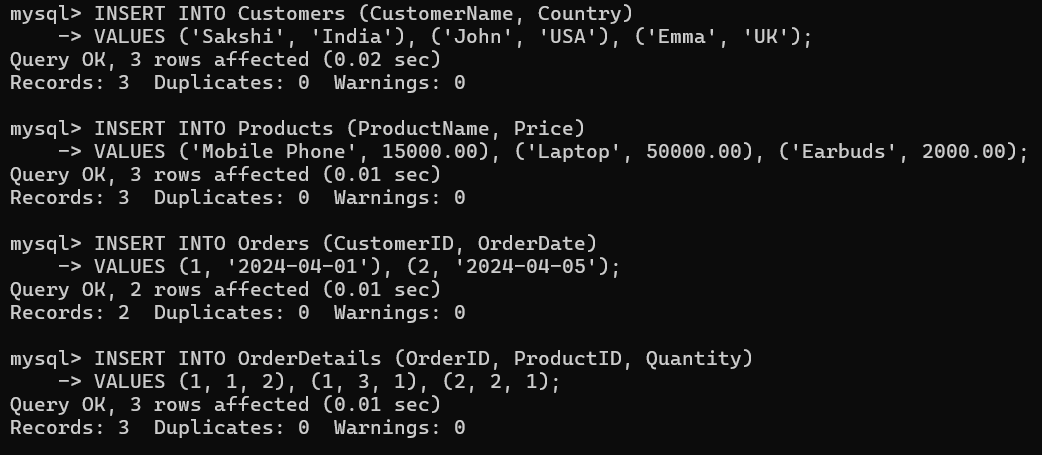 mysql> INSERT INTO Customers (CustomerName, Country)
    -> VALUES ('Sakshi', 'India'), ('John', 'USA'), ('Emma', 'UK');
Query OK, 3 rows affected (0.02 sec)
Records: 3  Duplicates: 0  Warnings: 0

mysql> INSERT INTO Products (ProductName, Price)
    -> VALUES ('Mobile Phone', 15000.00), ('Laptop', 50000.00), ('Earbuds', 2000.00);
Query OK, 3 rows affected (0.01 sec)
Records: 3  Duplicates: 0  Warnings: 0

mysql> INSERT INTO Orders (CustomerID, OrderDate)
    -> VALUES (1, '2024-04-01'), (2, '2024-04-05');
Query OK, 2 rows affected (0.01 sec)
Records: 2  Duplicates: 0  Warnings: 0

mysql> INSERT INTO OrderDetails (OrderID, ProductID, Quantity)
    -> VALUES (1, 1, 2), (1, 3, 1), (2, 2, 1);
Query OK, 3 rows affected (0.01 sec)
Records: 3  Duplicates: 0  Warnings: 0